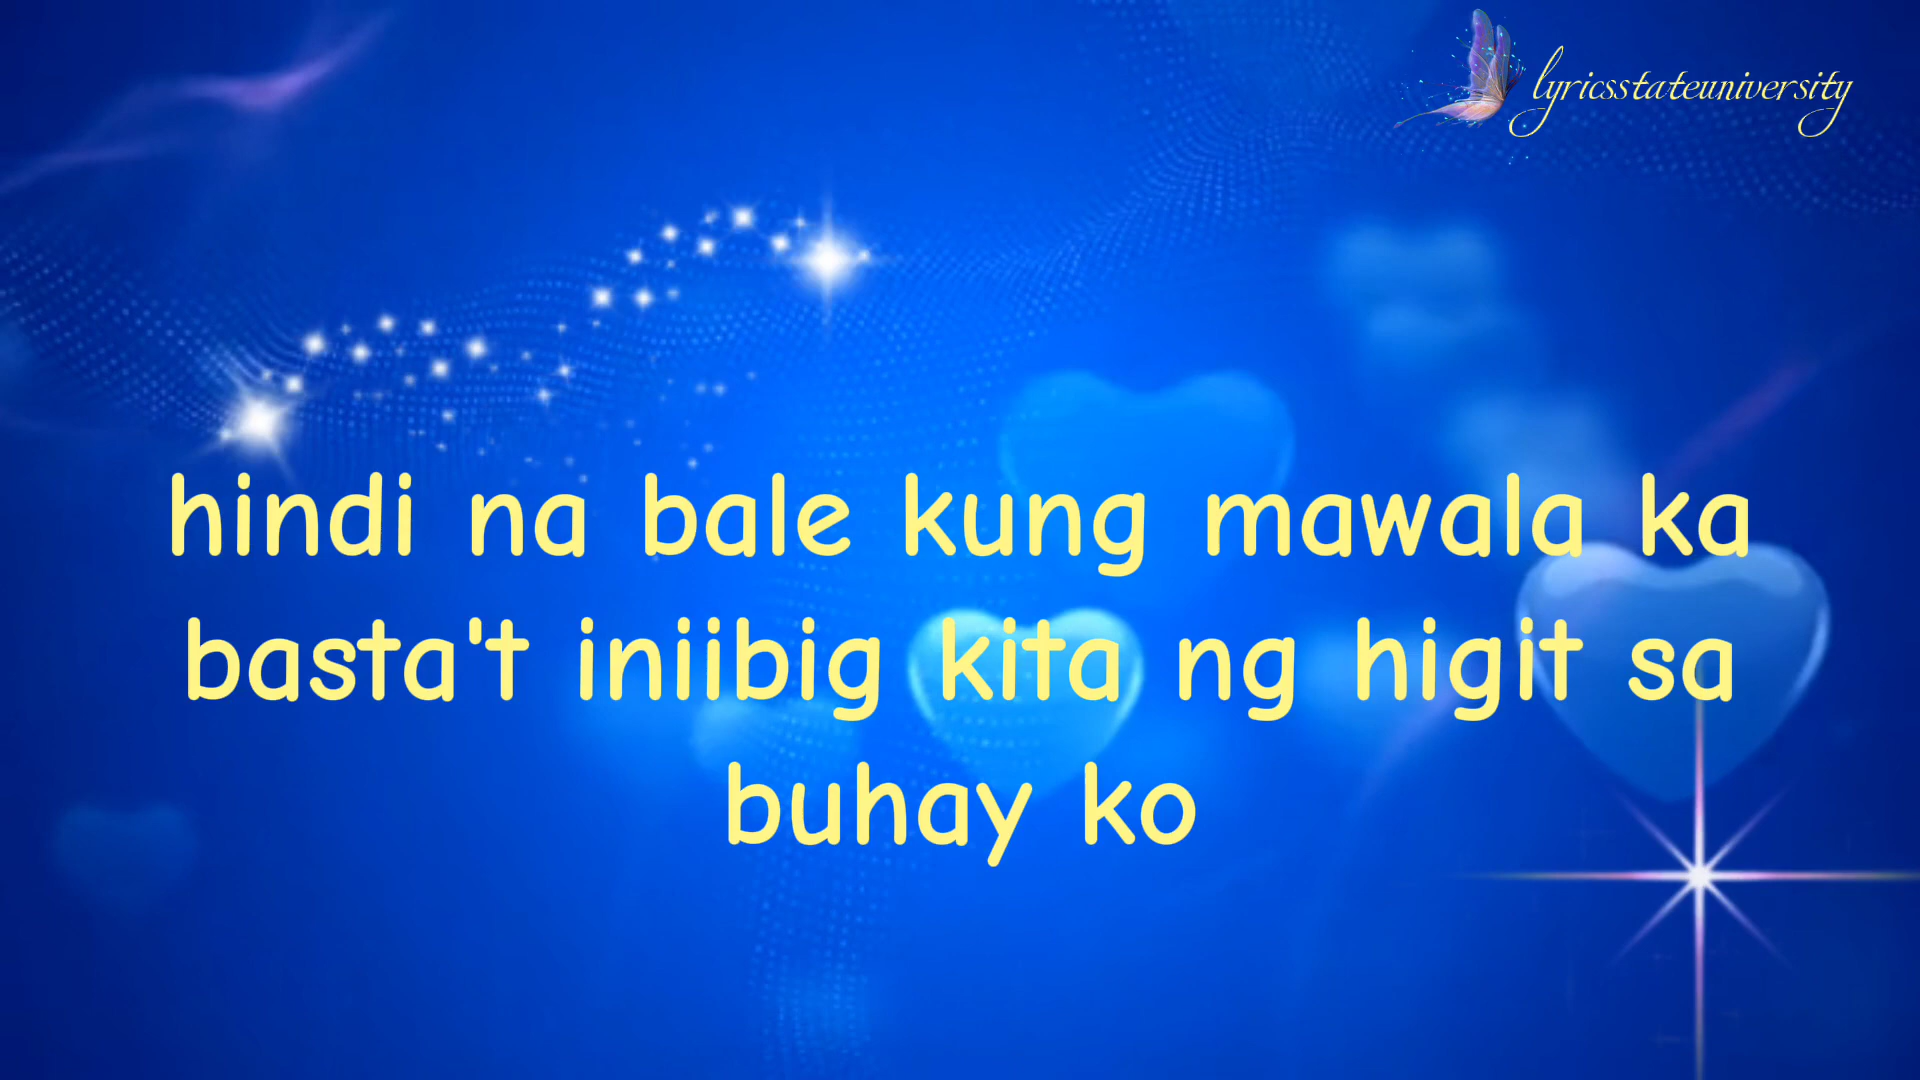 lyricsstateuniversity
hindi na bale kung mawala ka
basta't iniibig kita ng higit sa
buhay ko